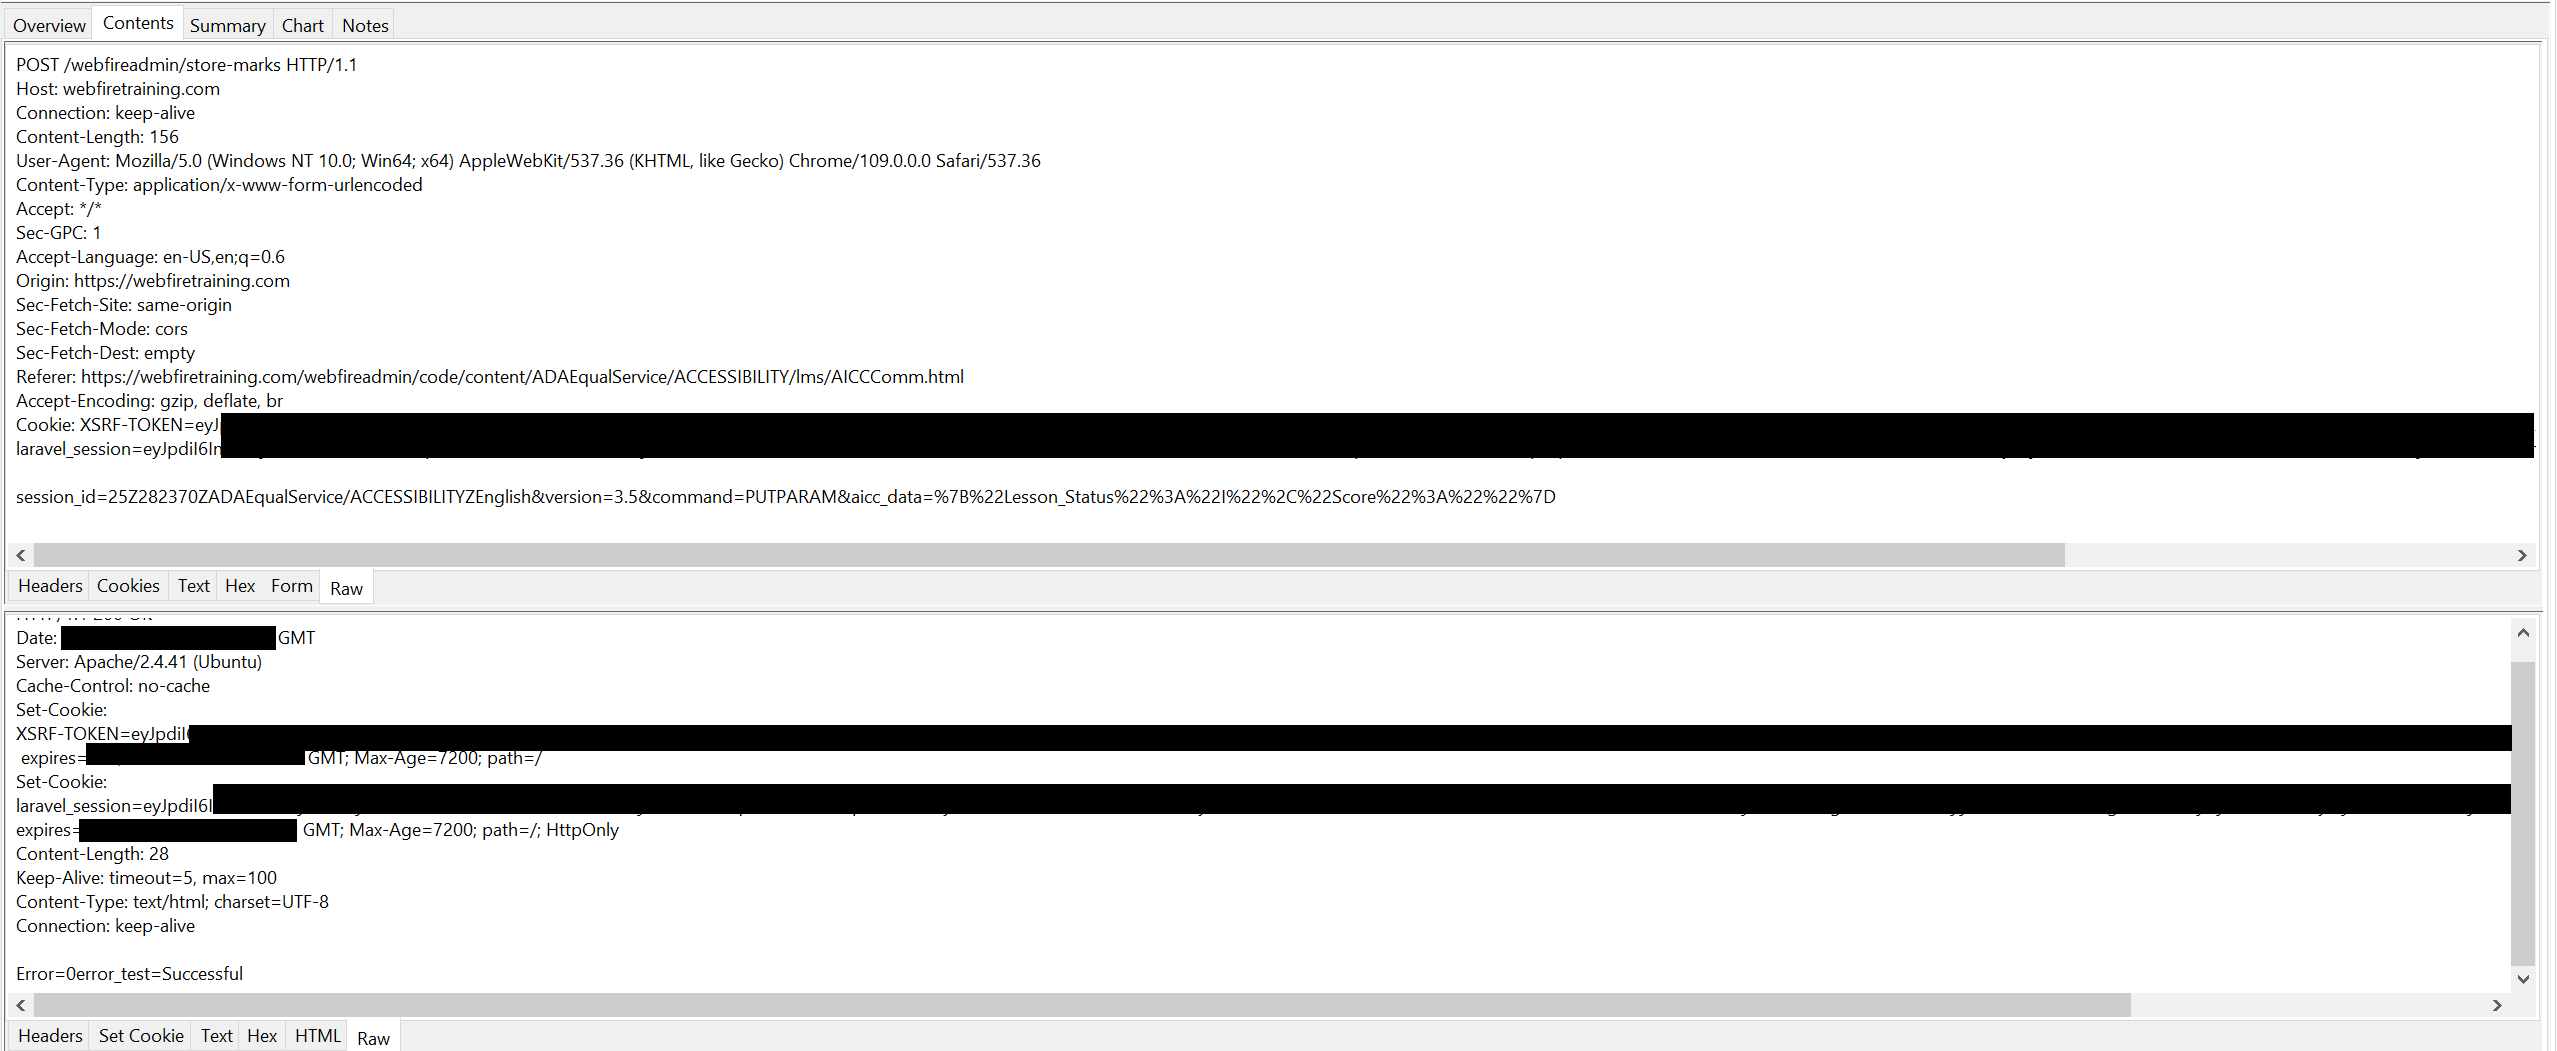 Overview Contents Summary Chart Notes
POST /webfireadmin/store-marks HTTP/1.1
Host: webfiretraining.com
Connection: keep-alive
Content-Length: 156
User-Agent: Mozilla/5.0 (Windows NT 10.0; Win64; x64) AppleWebKit/537.36 (KHTML, like Gecko) Chrome/109.0.0.0 Safari/537.36
Content-Type: application/x-www-form-urlencoded
Accept: */*
Sec-GPC: 1
Accept-Language: en-US,en;q=0.6
Origin: https://webfiretraining.com
Sec-Fetch-Site: same-origin
Sec-Fetch-Mode: cors
Sec-Fetch-Dest: empty
Referer: https://webfiretraining.com/webfireadmin/code/content/ADAEqualService/ACCESSIBILITY/lms/AICCComm.html
Accept-Encoding: gzip, deflate, br
Cookie: XSRF-TOKEN=eyJ
laravel_session=eyJpdiI6In
session_id=25Z282370ZADAEqualService/ACCESSIBILITYZEnglish&version=3.5&command=PUTPARAM&aicc_data=%7B%22Lesson_Status%22%3A%22I%22%2C%22Score%22%3A%22%22%7D
Headers Cookies Text Hex Form Raw
Date: GMT
Server: Apache/2.4.41 (Ubuntu)
Cache-Control: no-cache
Set-Cookie:
XSRF-TOKEN=eyJpdiI6
expires= GMT; Max-Age=7200; path=/
Set-Cookie:
laravel_session=eyJpdiI6I
expires= GMT; Max-Age=7200; path=/; HttpOnly
Content-Length: 28
Keep-Alive: timeout=5, max=100
Content-Type: text/html; charset=UTF-8
Connection: keep-alive
Error=0error_test=Successful
Headers Set Cookie Text Hex HTML Raw